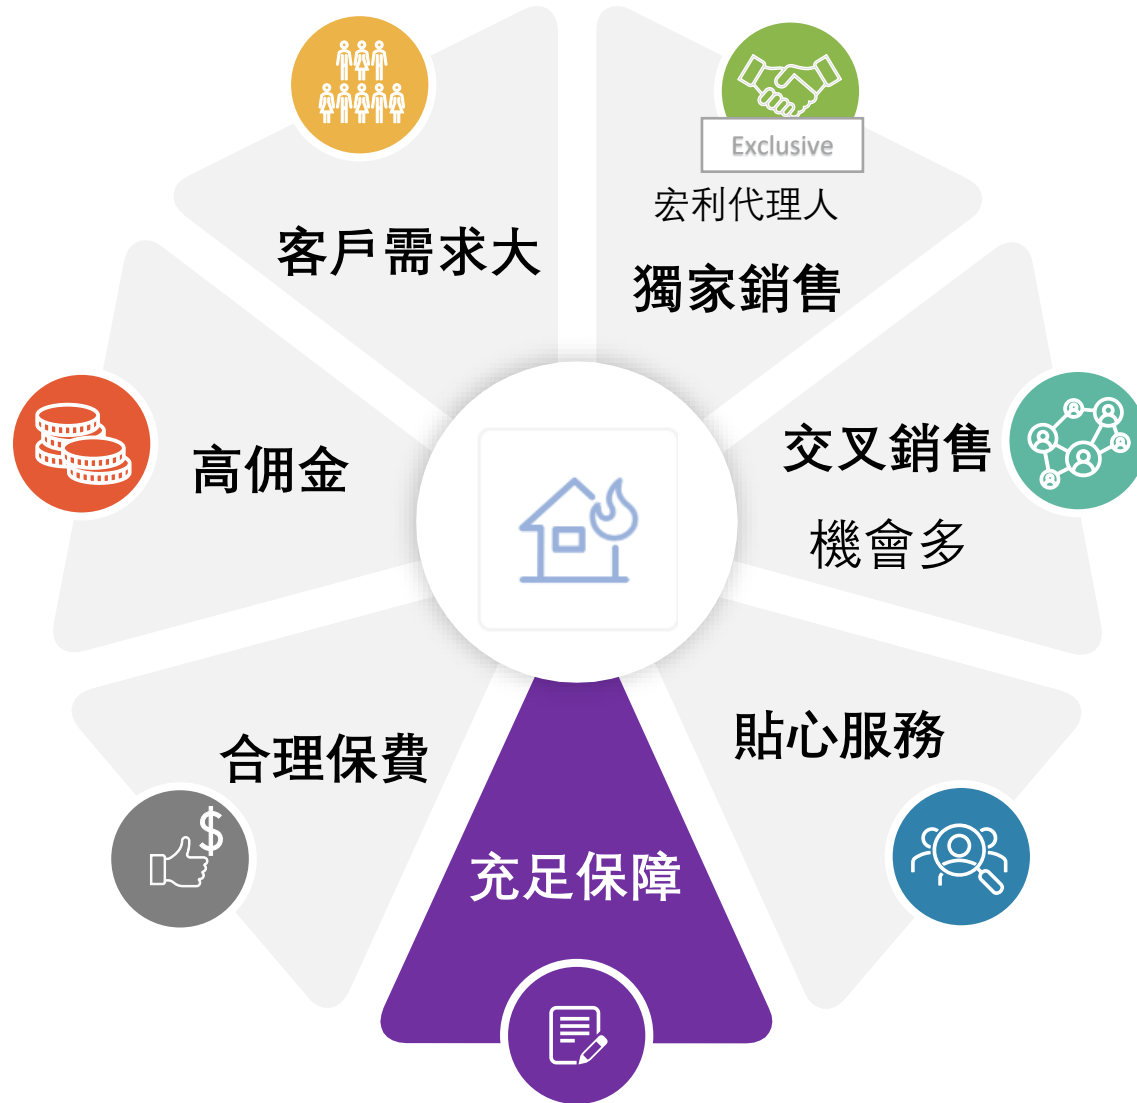 客戶需求大
Exclusive
宏利代理人
獨家銷售
交叉銷售
機會多
貼心服務
充足保障
合理保費
$
高佣金